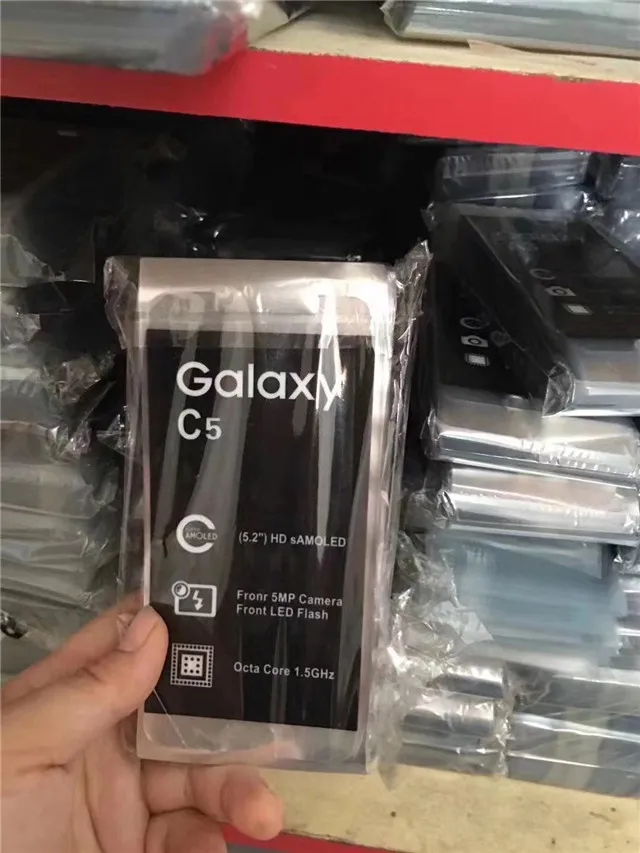 Galaxy
C5
AMOLED
(5.2") HD sAMOLED
Fronr 5MP Camera
Front LED Flash
Octa Core 1.5GHz